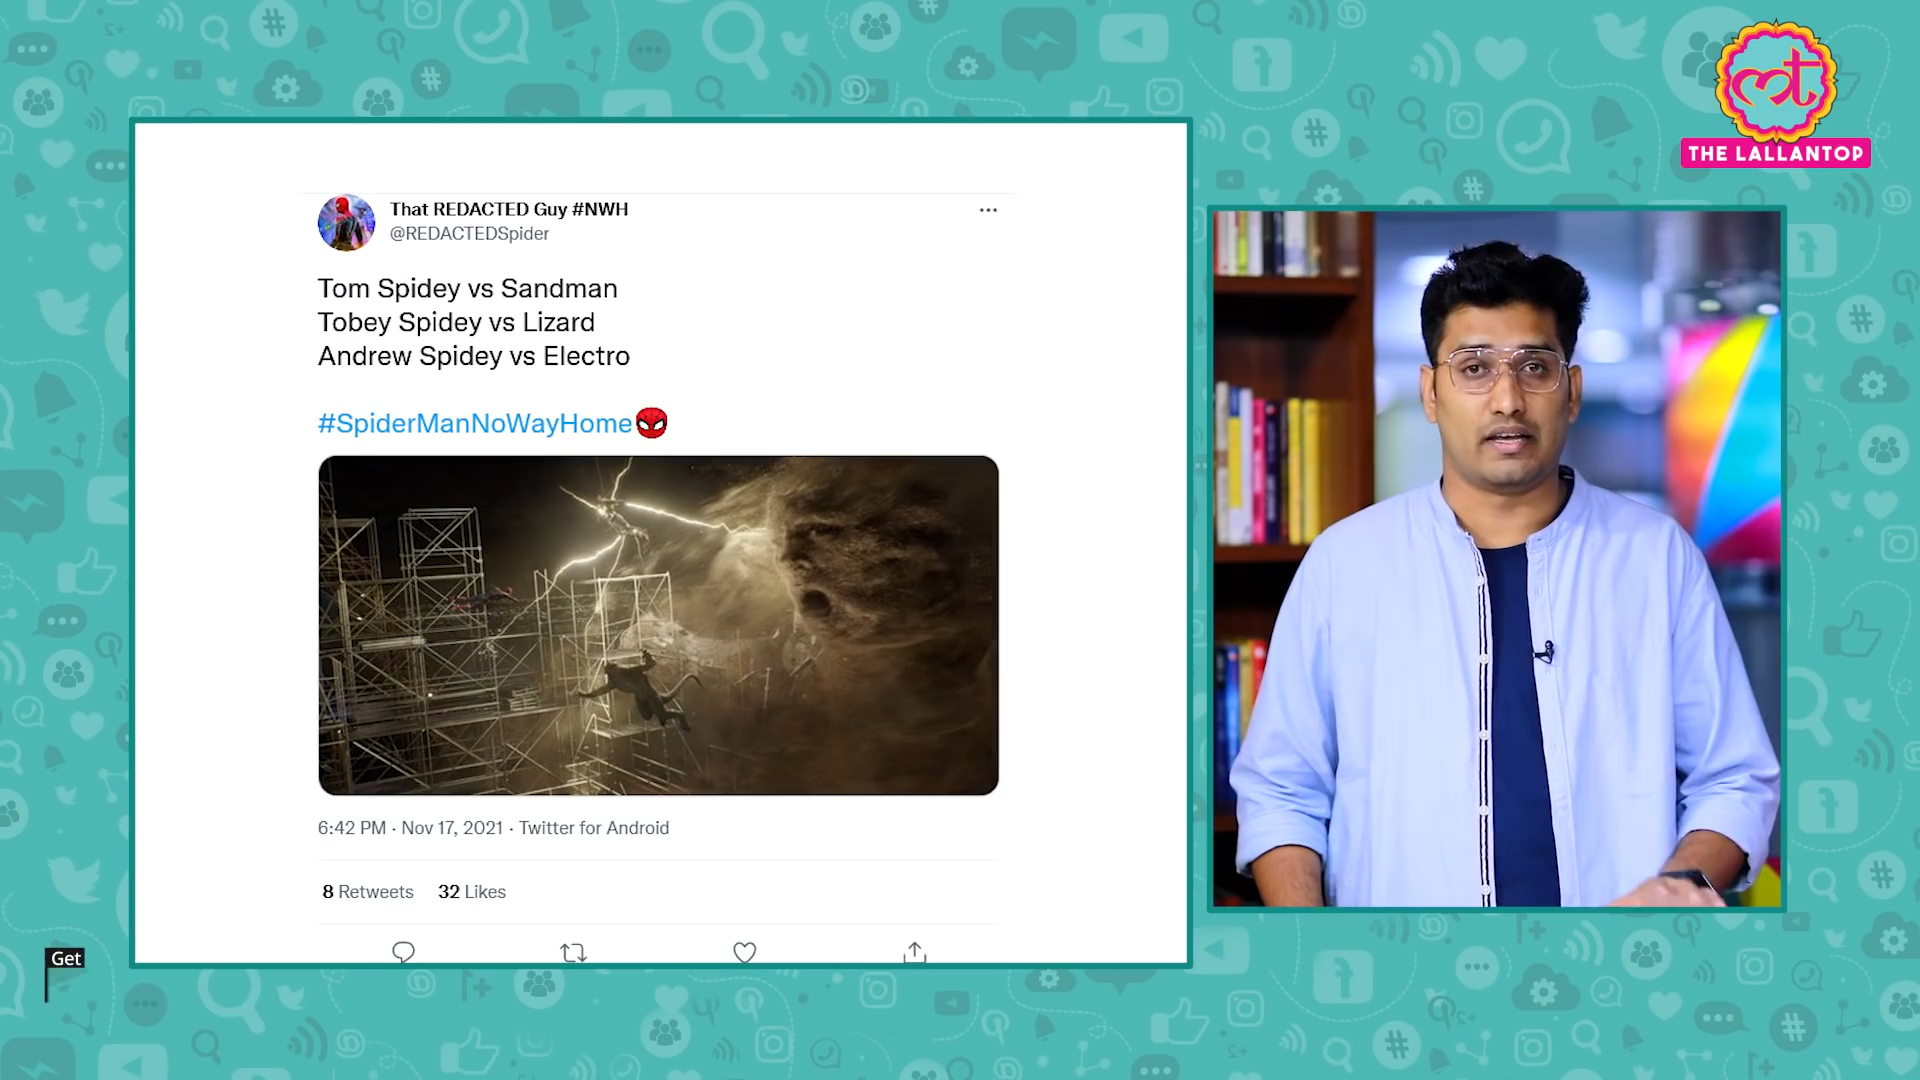 THE LALLANTOP
That REDACTED Guy #NWH
@REDACTEDSpider
Tom Spidey vs Sandman
Tobey Spidey vs Lizard
Andrew Spidey vs Electro
#SpiderManNoWayHome
6:42 PM · Nov 17, 2021 · Twitter for Android
8 Retweets 32 Likes
Get